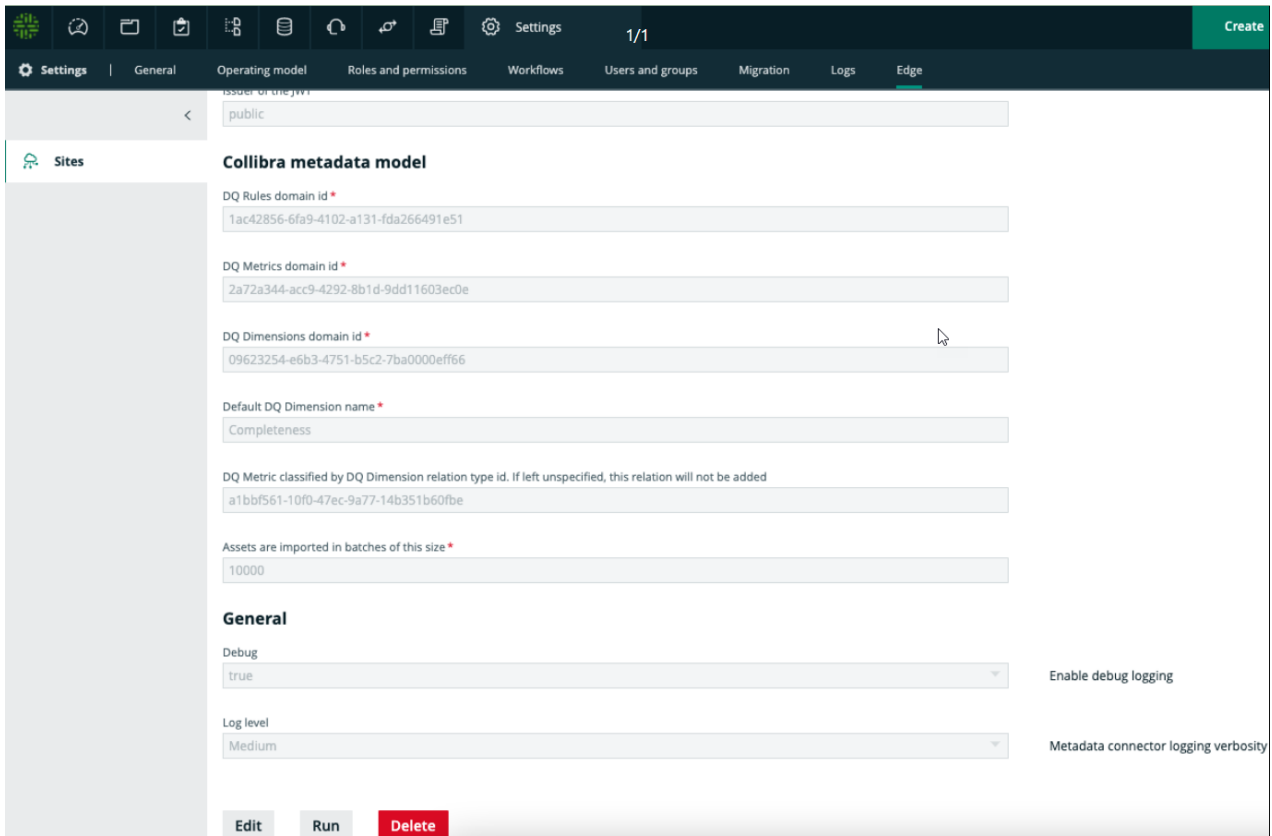 Settings
1/1
Create
Settings | General Operating model Roles and permissions Workflows Users and groups Migration Logs Edge
Issuer of the JWT
public
Sites
Collibra metadata model
DQ Rules domain id *
1ac42856-6fa9-4102-a131-fda266491e51
DQ Metrics domain id *
2a72a344-acc9-4292-8b1d-9dd11603ec0e
DQ Dimensions domain id *
09623254-e6b3-4751-b5c2-7ba0000eff66
Default DQ Dimension name *
Completeness
DQ Metric classified by DQ Dimension relation type id. If left unspecified, this relation will not be added
a1bbf561-10f0-47ec-9a77-14b351b60fbe
Assets are imported in batches of this size *
10000
General
Debug
true
Enable debug logging
Log level
Medium
Metadata connector logging verbosity
Edit Run Delete